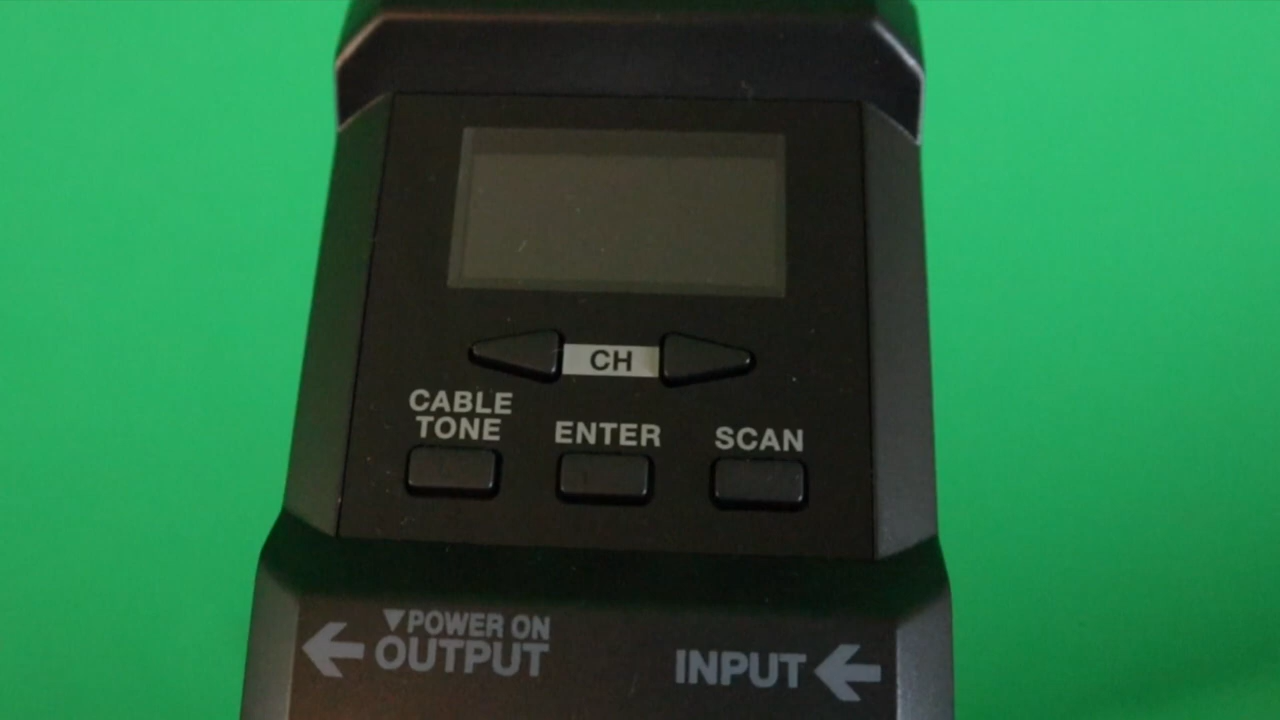 CH
CABLE
TONE
ENTER
SCAN
▼POWER ON
OUTPUT
INPUT